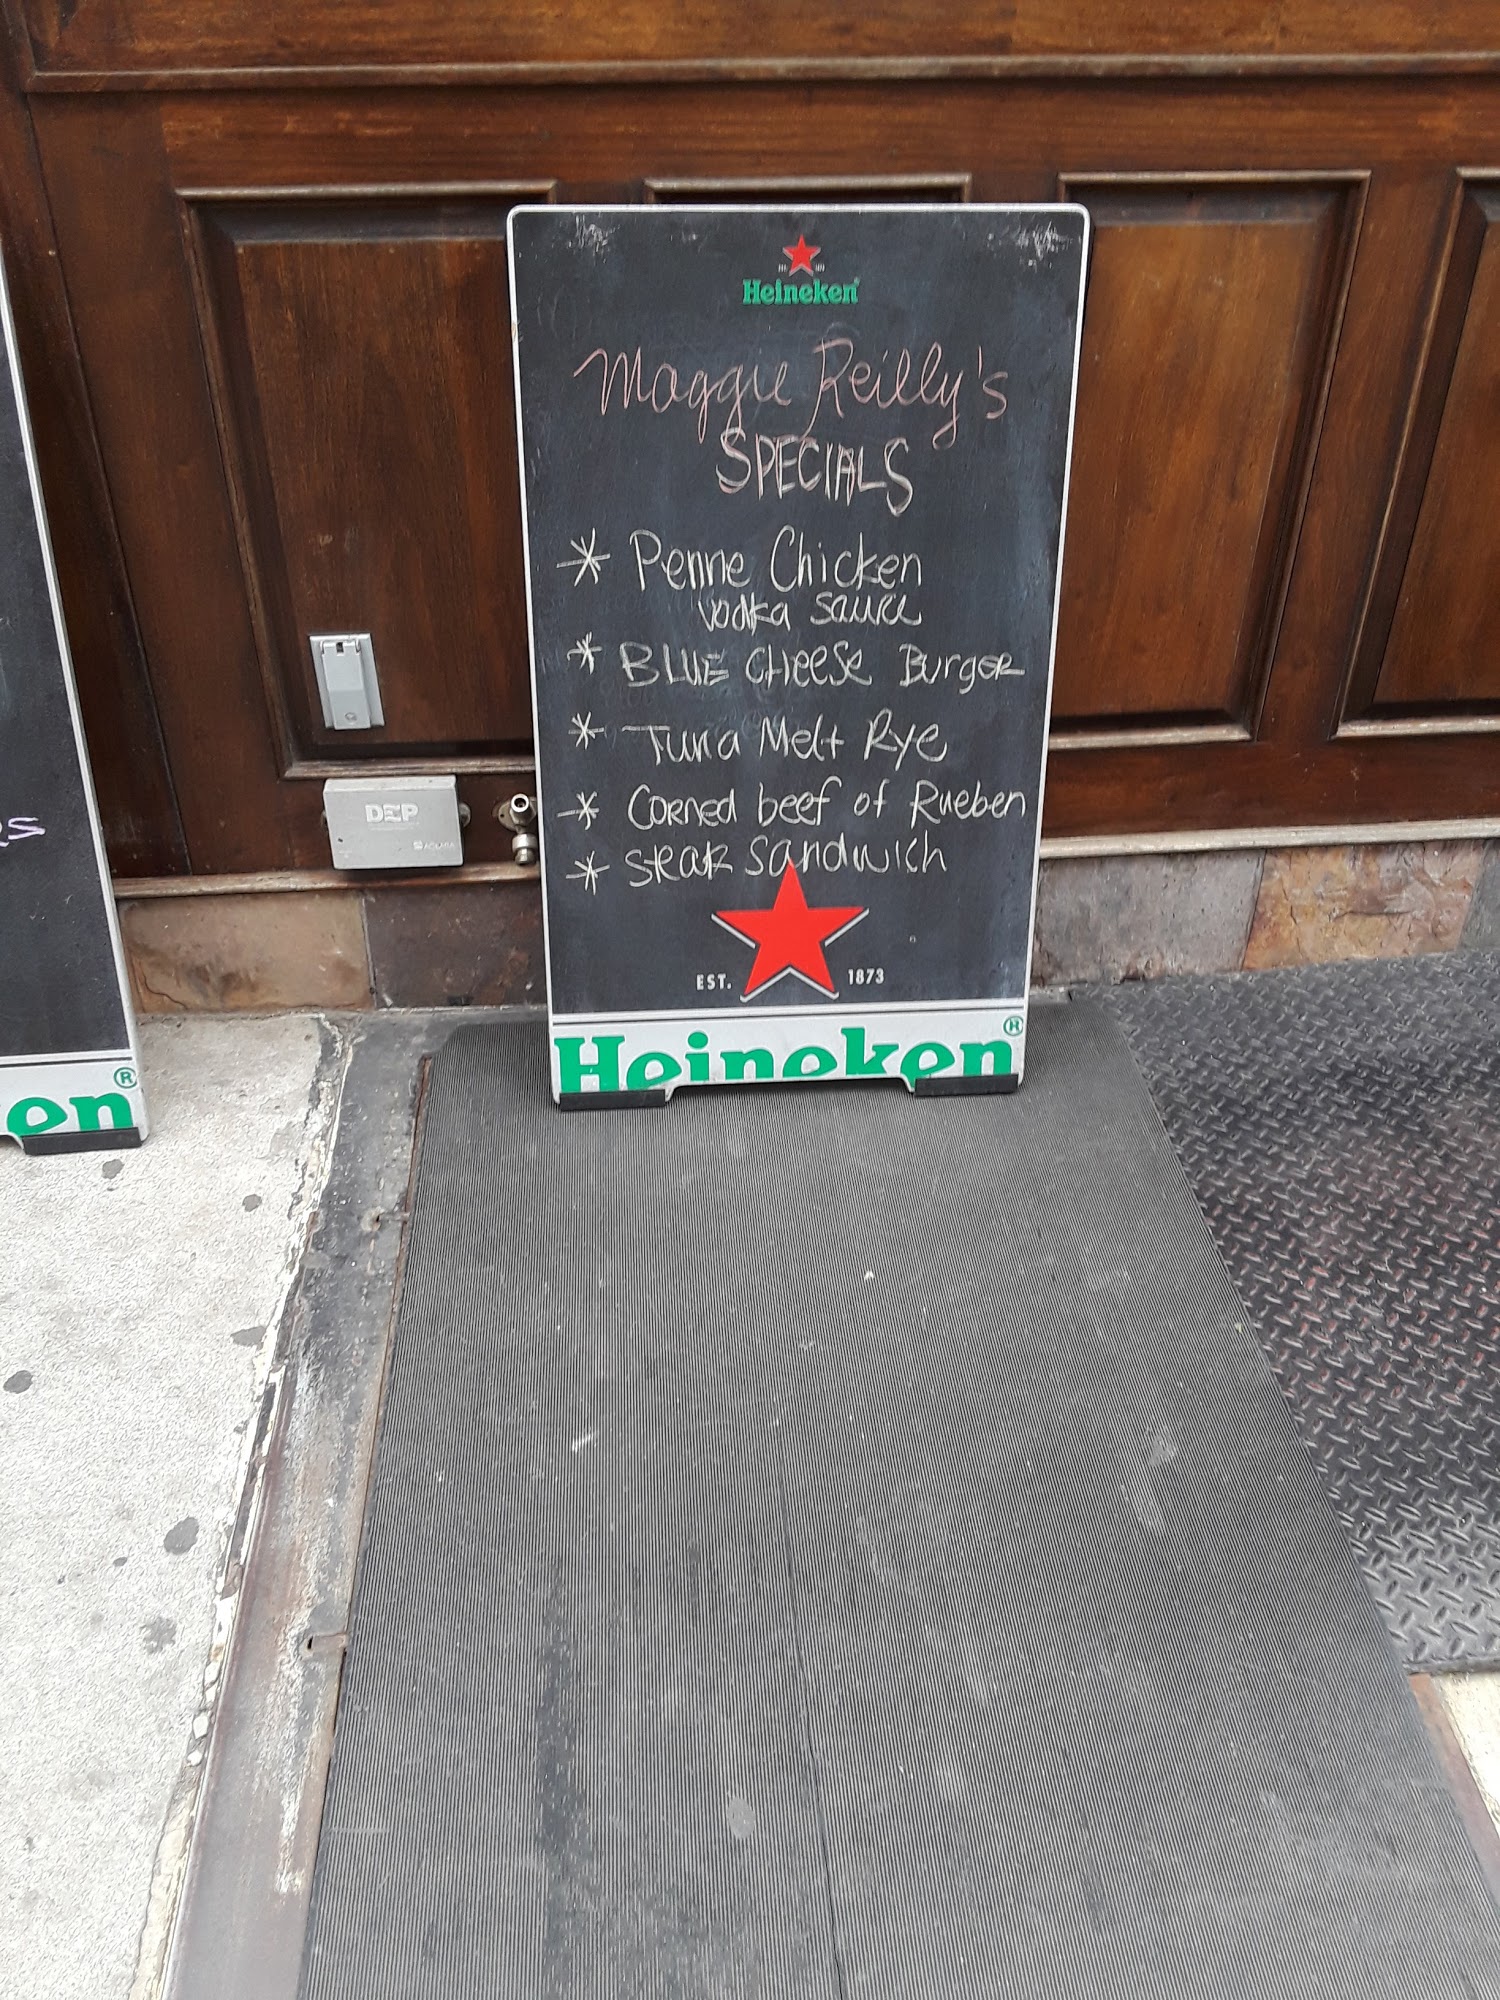 Heineken
Maggie Reilly's
SPECIALS
* Penne Chicken
vodka sauce
* BLUE CHeeSe Burger
* Tuna Melt Rye
* Corned beef of Rueben
* Steak Sandwich
EST. 1873
Heineken®
DEP
®
en